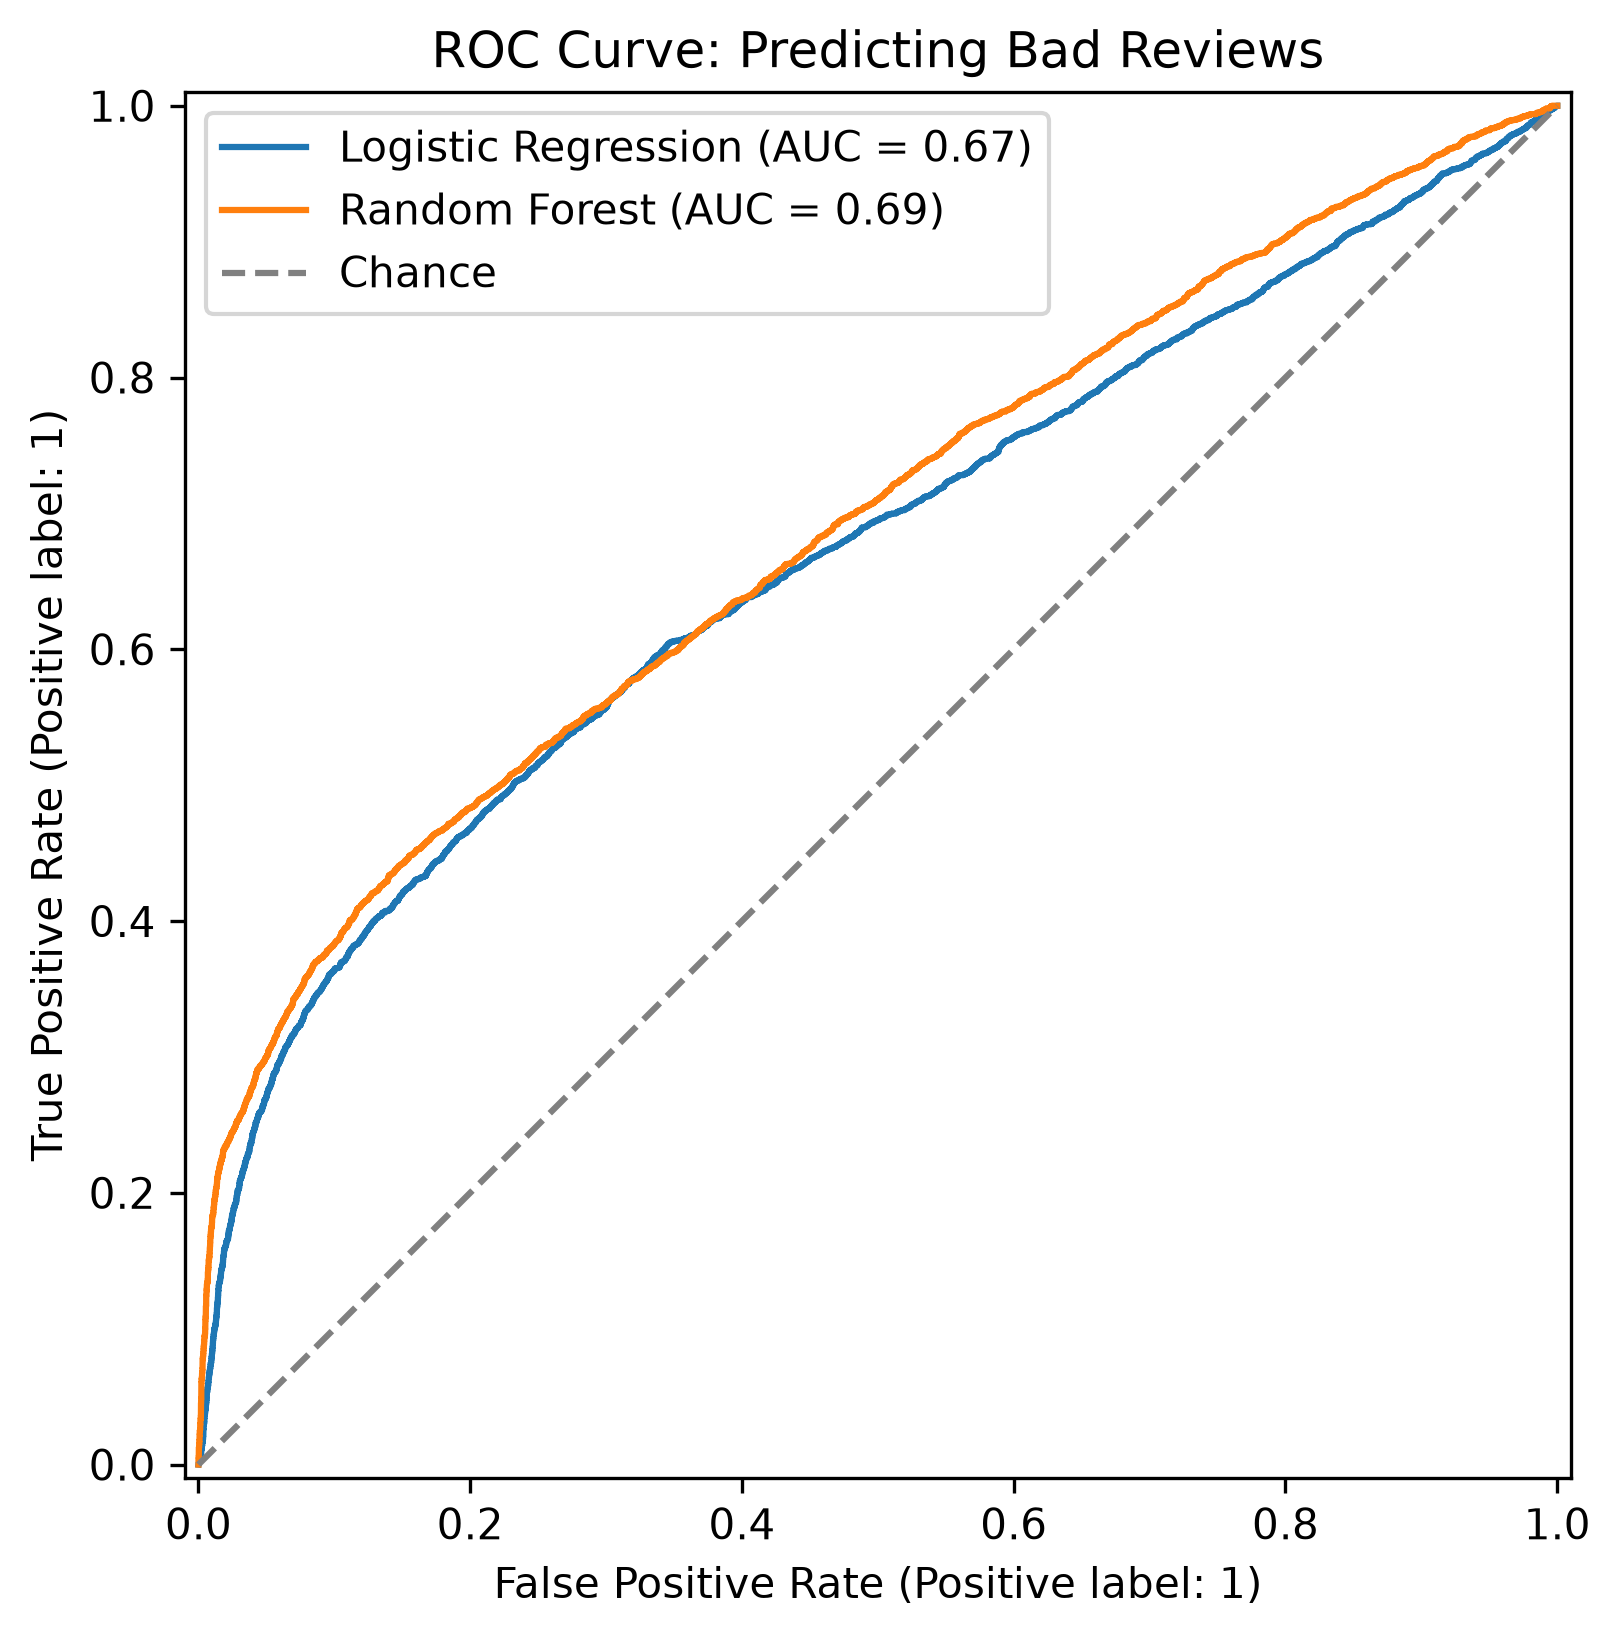 ROC Curve: Predicting Bad Reviews
Logistic Regression (AUC = 0.67)
Random Forest (AUC = 0.69)
Chance
True Positive Rate (Positive label: 1)
1.0
0.8
0.6
0.4
0.2
0.0
0.0 0.2 0.4 0.6 0.8 1.0
False Positive Rate (Positive label: 1)